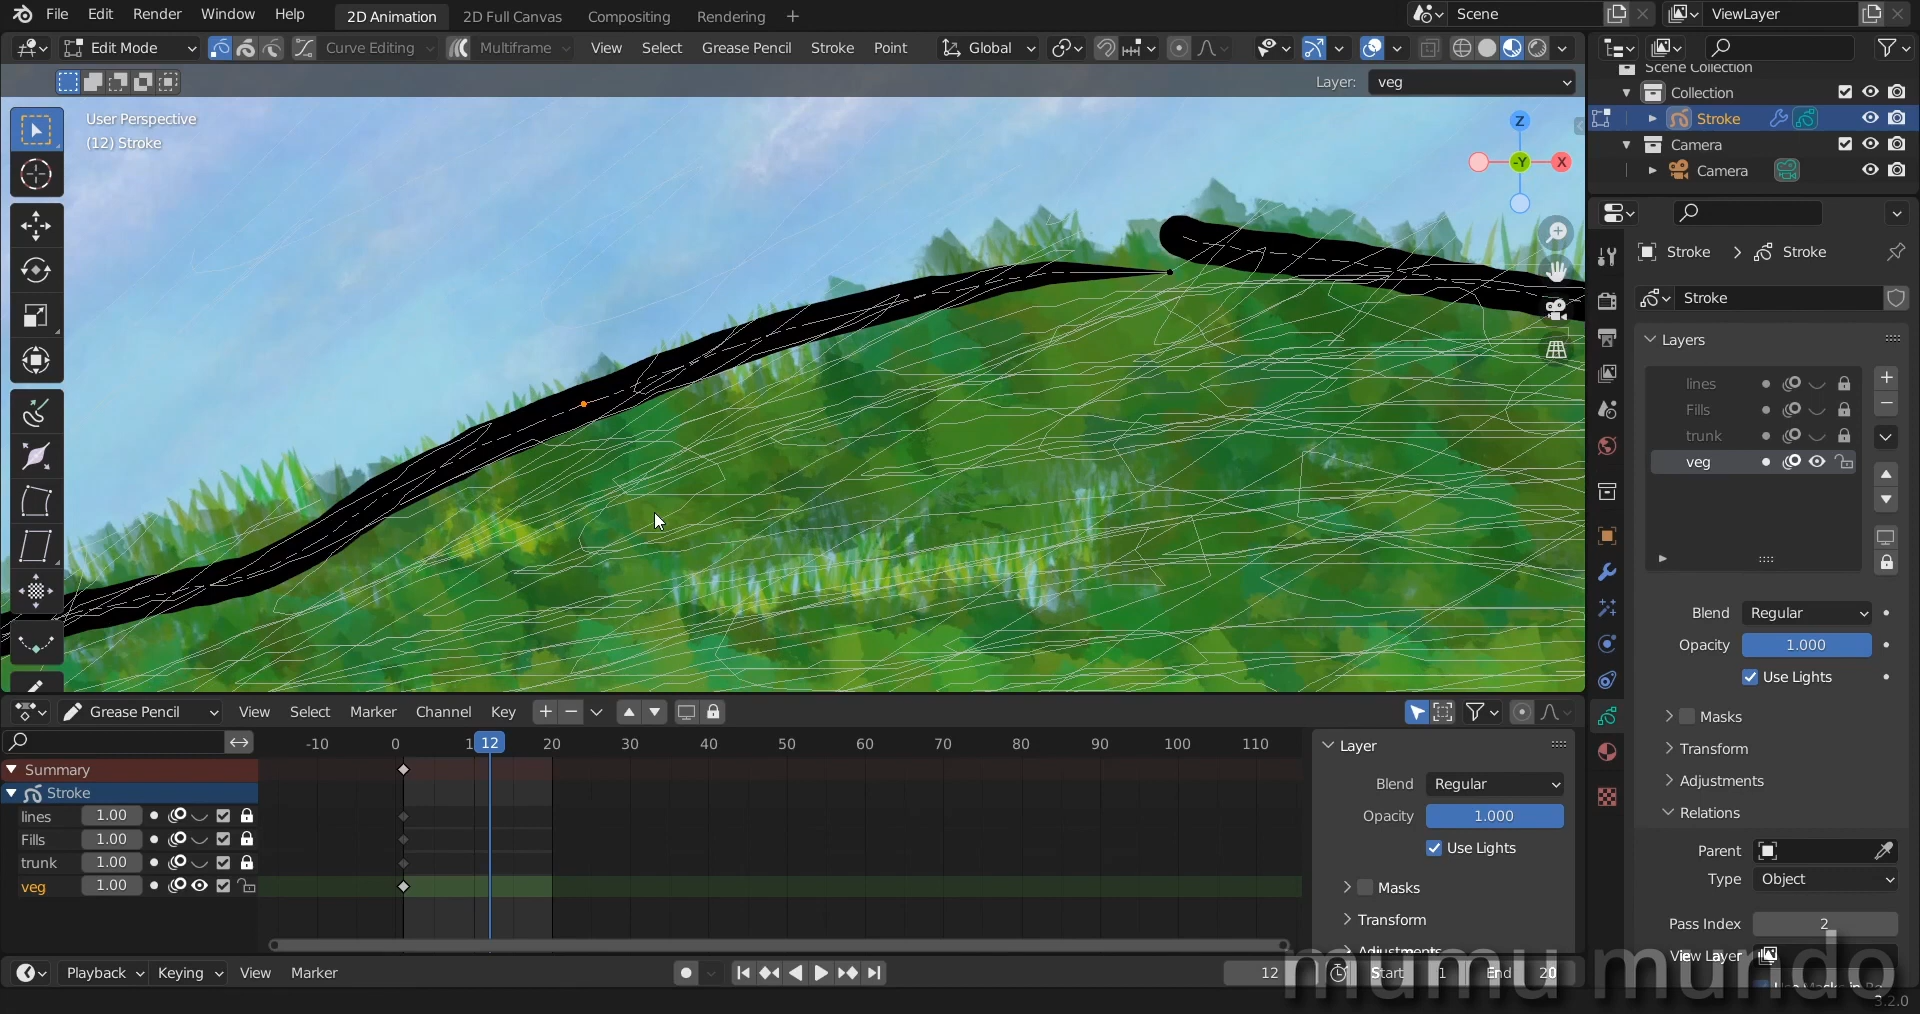 File Edit Render Window Help 2D Animation 2D Full Canvas Compositing Rendering + Scene ViewLayer
Edit Mode Curve Editing Multiframe View Select Grease Pencil Stroke Point Global
Layer: veg
Scene Collection
Collection
Stroke
Camera
Camera
User Perspective
(12) Stroke
Z
-Y X
Stroke > Stroke
Stroke
Layers
lines
Fills
trunk
veg
Blend Regular
Opacity 1.000
Use Lights
Masks
Transform
Adjustments
Relations
Parent
Type Object
Pass Index 2
View Layer
Grease Pencil View Select Marker Channel Key
-10 0 1 12 20 30 40 50 60 70 80 90 100 110
Summary
Stroke
lines 1.00
Fills 1.00
trunk 1.00
veg 1.00
Layer
Blend Regular
Opacity 1.000
Use Lights
Masks
Transform
Adjustments
Playback Keying View Marker 12 Start 1 End 20
mumu mundo
3.2.0